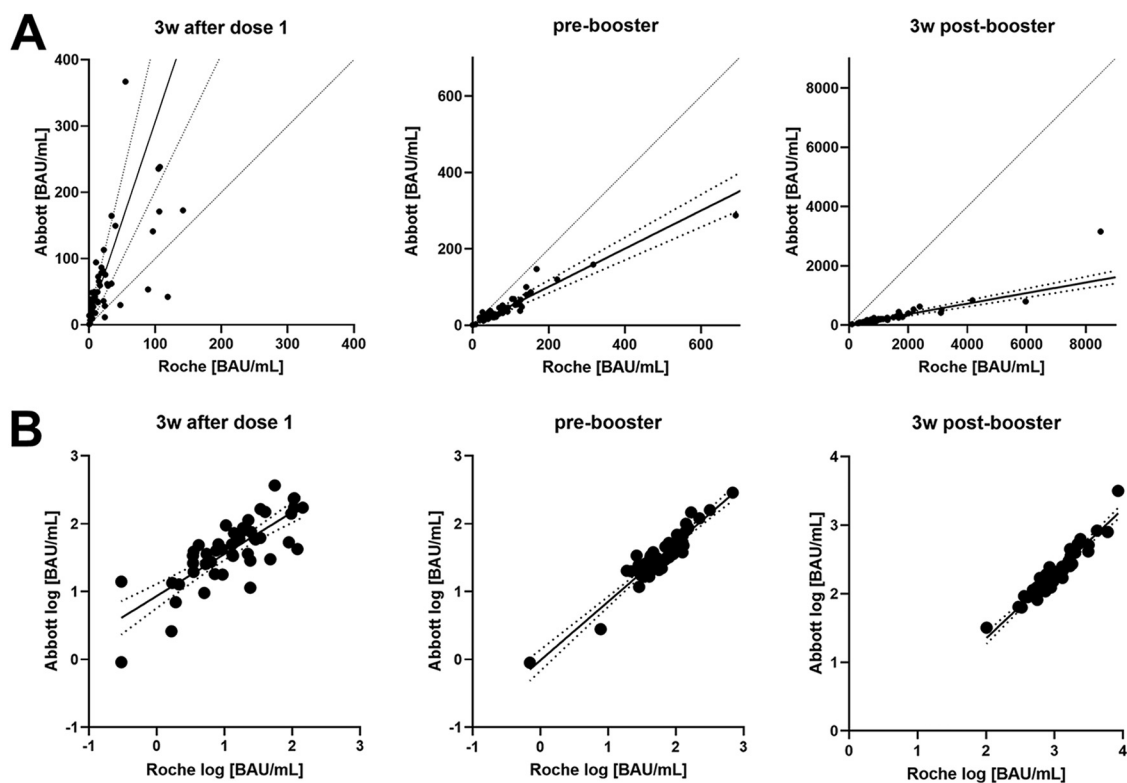 A
3w after dose 1
pre-booster
3w post-booster
Abbott [BAU/mL]
400
300
200
100
0
0 100 200 300 400
Roche [BAU/mL]
Abbott [BAU/mL]
600
400
200
0
0 200 400 600
Roche [BAU/mL]
Abbott [BAU/mL]
8000
6000
4000
2000
0
0 2000 4000 6000 8000
Roche [BAU/mL]
B
3w after dose 1
pre-booster
3w post-booster
Abbott log [BAU/mL]
3
2
1
0
-1
-1 0 1 2 3
Roche log [BAU/mL]
Abbott log [BAU/mL]
3
2
1
0
-1
-1 0 1 2 3
Roche log [BAU/mL]
Abbott log [BAU/mL]
4
3
2
1
0
0 1 2 3 4
Roche log [BAU/mL]